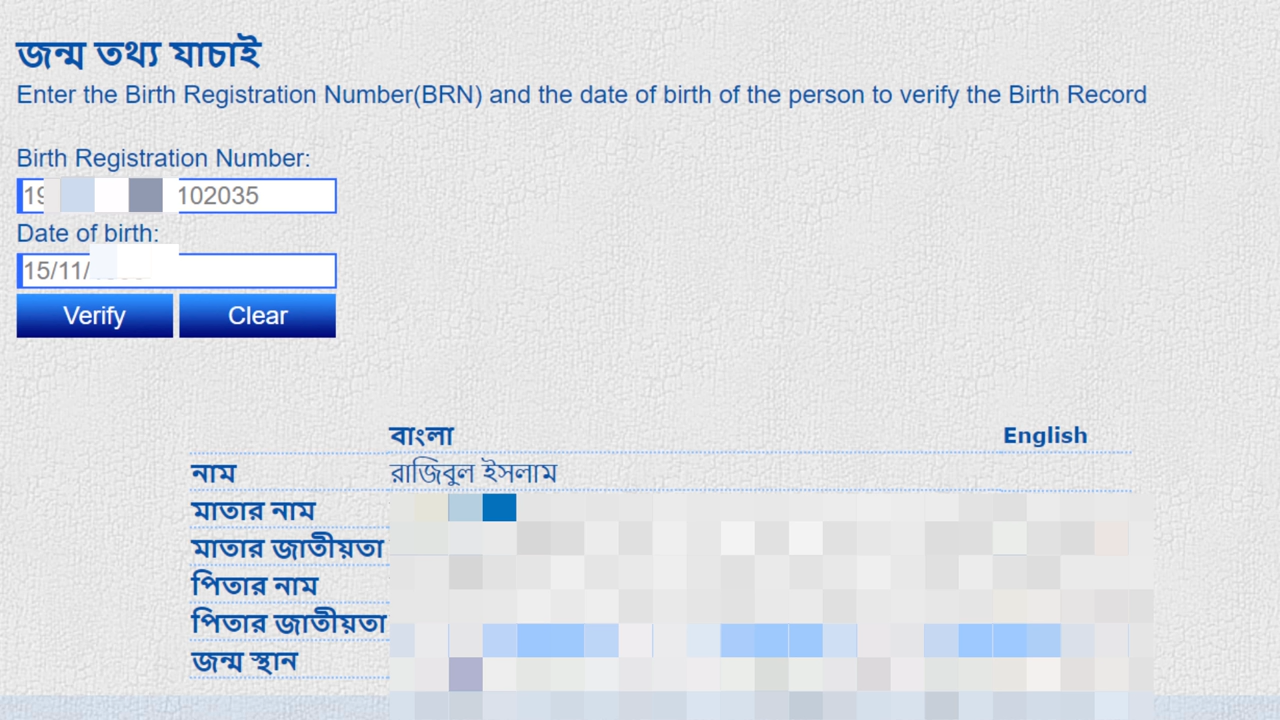 জন্ম তথ্য যাচাই
Enter the Birth Registration Number(BRN) and the date of birth of the person to verify the Birth Record
Birth Registration Number:
19 102035
Date of birth:
15/11/
Verify Clear
বাংলা English
নাম রাজিবুল ইসলাম
মাতার নাম
মাতার জাতীয়তা
পিতার নাম
পিতার জাতীয়তা
জন্ম স্থান